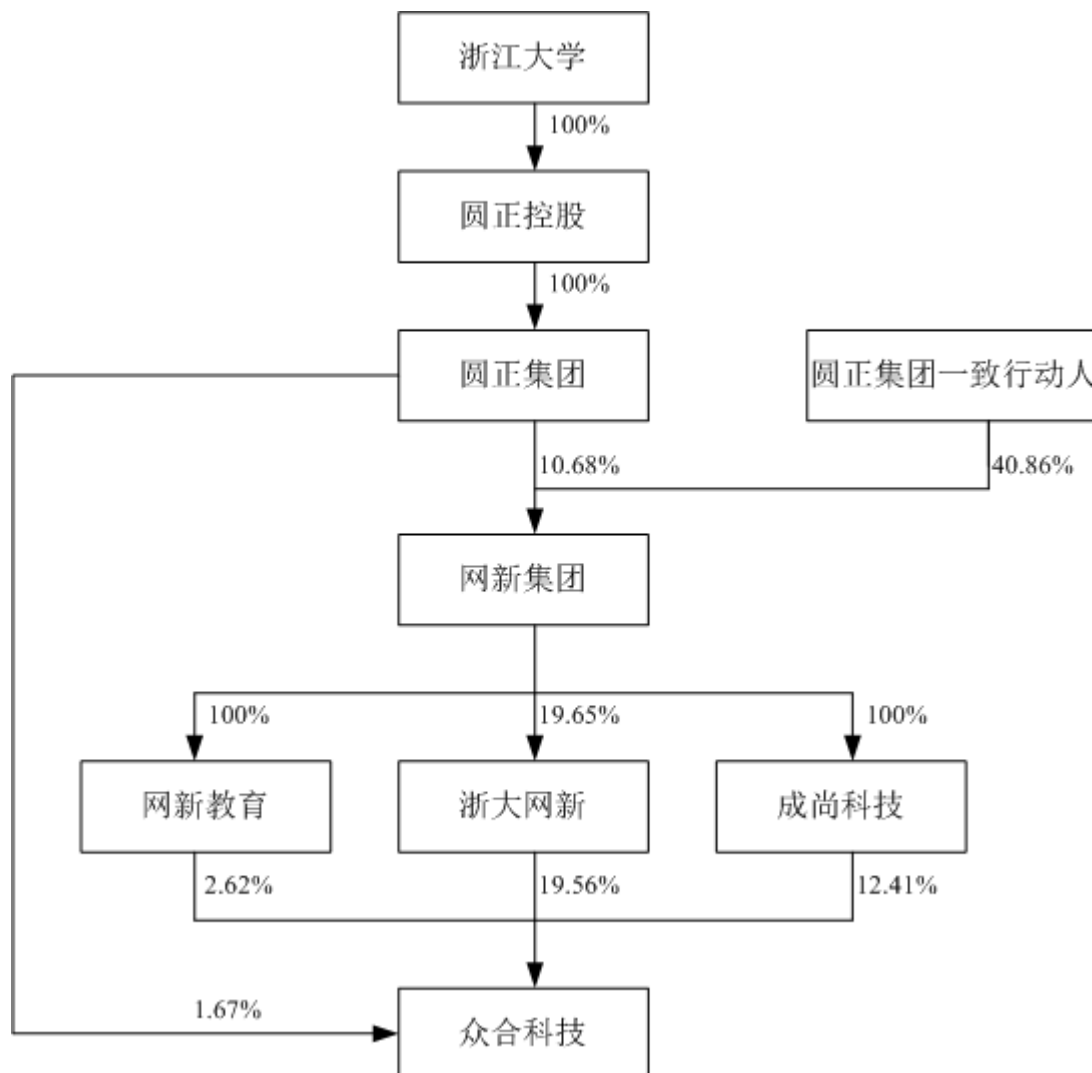 浙江大学
100%
圆正控股
100%
圆正集团
圆正集团一致行动人
10.68%
40.86%
网新集团
100%
19.65%
100%
网新教育
浙大网新
成尚科技
2.62%
19.56%
12.41%
1.67%
众合科技